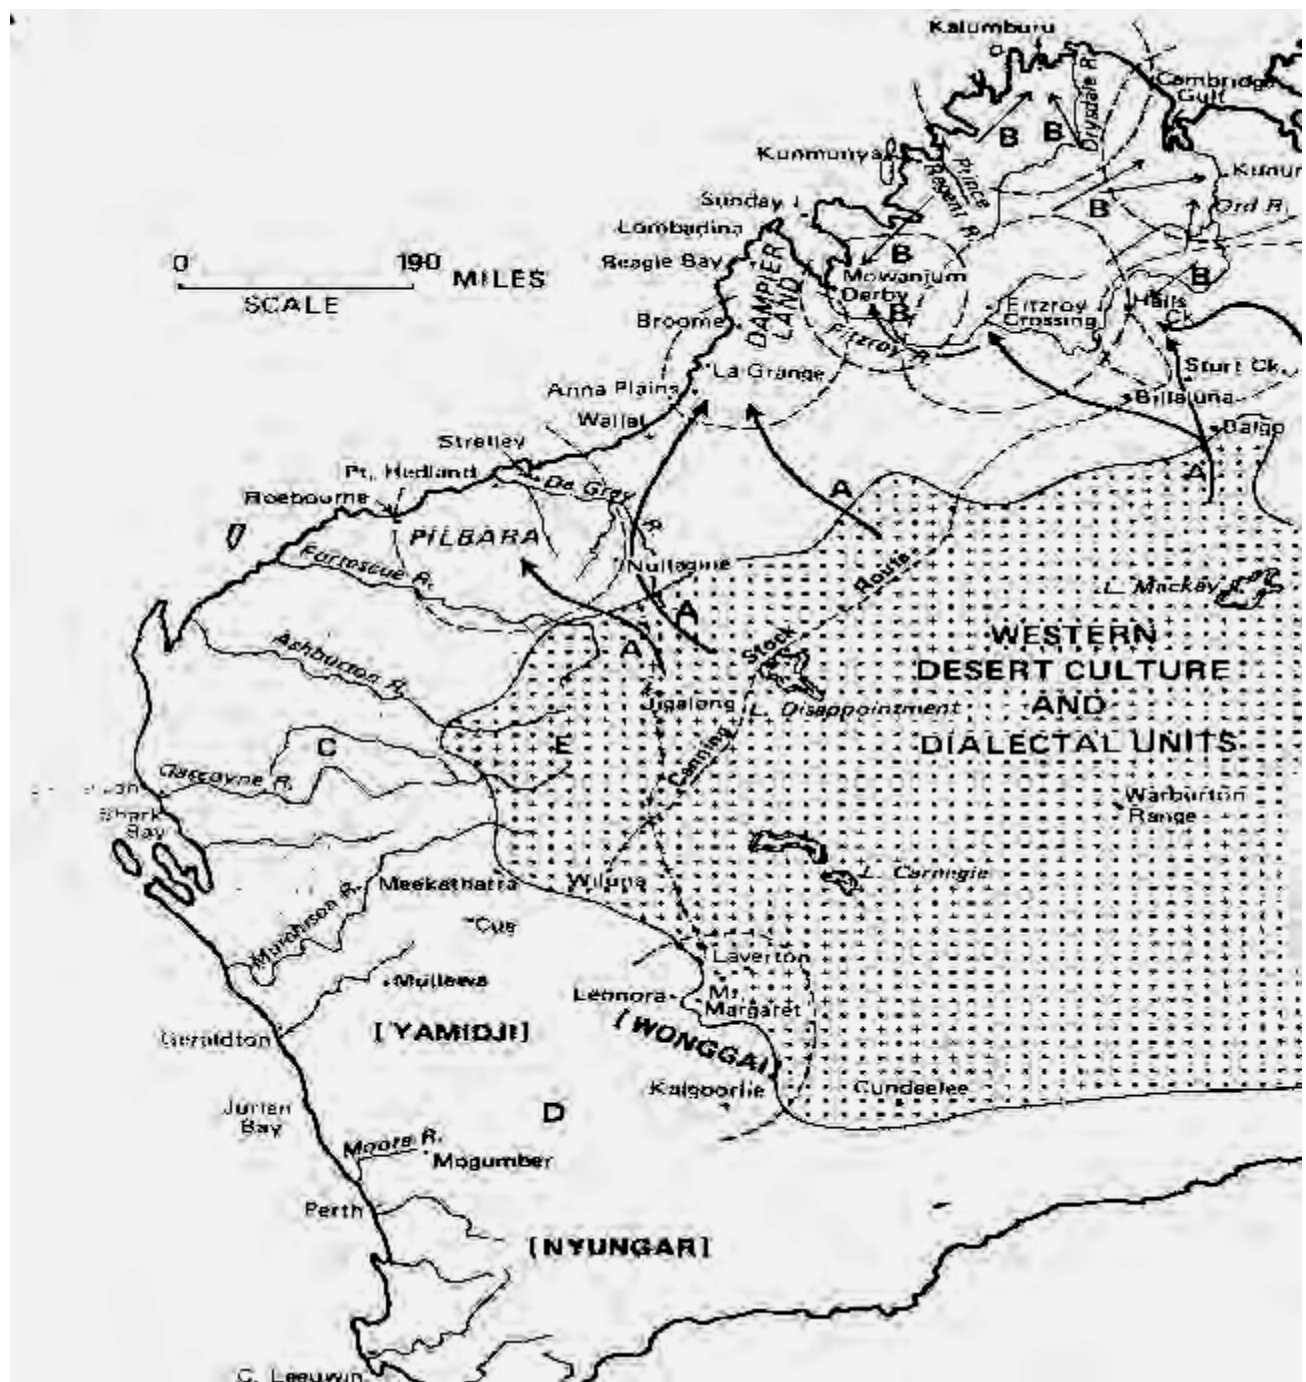 Kalumburu
Drysdale R.
Cambridge
Gulf
B
B
Kunmunya
Prince
Regent R.
Kunur
Sunday I.
B
Ord R.
Lombadina
Beagle Bay
B
B
0 190 MILES
SCALE
DAMPIER
LAND
Mowanjum
Derby
B
Fitzroy
Crossing
Halls
Ck.
Broome
Fitzroy R.
La Grange
Sturt Ck.
Anna Plains
Billaluna
Wallal
Balgo
Strelley
Pt. Hedland
De Grey
R.
A
A
Roebourne
PILBARA
Nullagine
Route
Fortescue R.
L. Mackay
A
A
Stock
WESTERN
DESERT CULTURE
AND
DIALECTAL UNITS
Ashburton R.
Jigalong
L. Disappointment
C
E
Canning
Gascoyne R.
Shark
Bay
Warburton
Range
Meekatharra
Wiluna
L. Carnegie
Murchison R.
Cue
Laverton
Mullewa
Leonora
Mt.
Margaret
Geraldton
[YAMIDJI]
[WONGGAI]
Kalgoorlie
Cundeelee
Jurien
Bay
D
Moore R.
Mogumber
Perth
[NYUNGAR]
C. Leeuwin